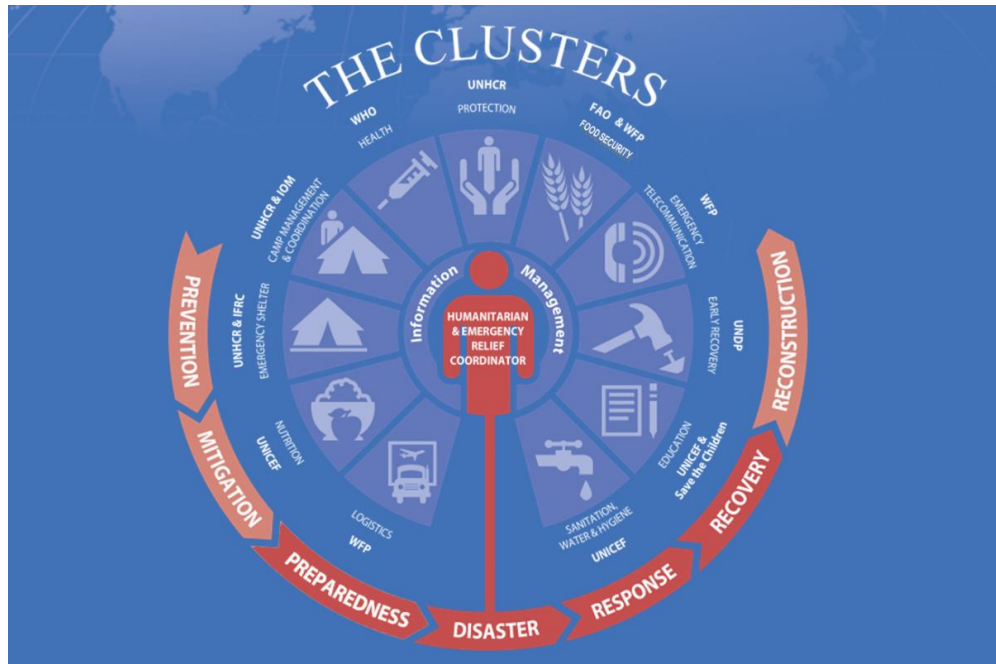 THE CLUSTERS
UNHCR
PROTECTION
FAO & WFP
FOOD SECURITY
WFP
EMERGENCY
TELECOMMUNICATION
UNDP
EARLY RECOVERY
EDUCATION
UNICEF &
Save the Children
SANITATION,
WATER & HYGIENE
UNICEF
LOGISTICS
WFP
NUTRITION
UNICEF
UNHCR & IFRC
EMERGENCY SHELTER
UNHCR & IOM
CAMP MANAGEMENT
& COORDINATION
WHO
HEALTH
Information Management
HUMANITARIAN
& EMERGENCY
RELIEF
COORDINATOR
PREVENTION
MITIGATION
PREPAREDNESS
DISASTER
RESPONSE
RECOVERY
RECONSTRUCTION